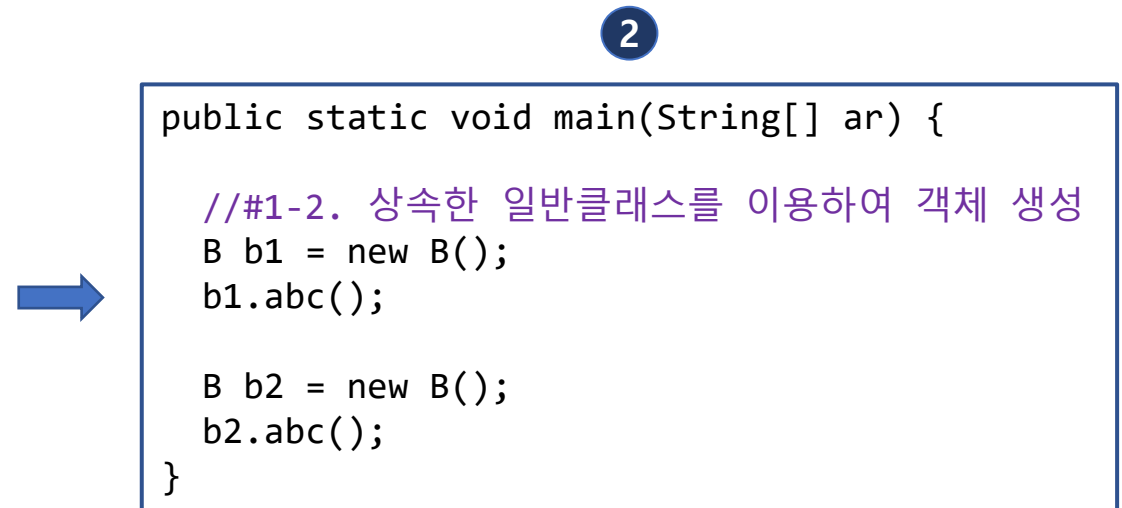 2
public static void main(String[] ar) {
//#1-2. 상속한 일반클래스를 이용하여 객체 생성
B b1 = new B();
b1.abc();
B b2 = new B();
b2.abc();
}